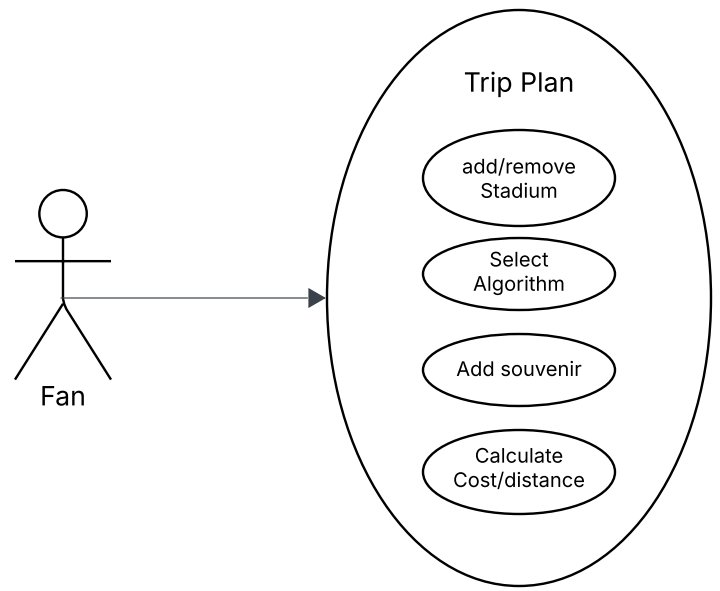 Trip Plan
add/remove
Stadium
Select
Algorithm
Add souvenir
Calculate
Cost/distance
Fan